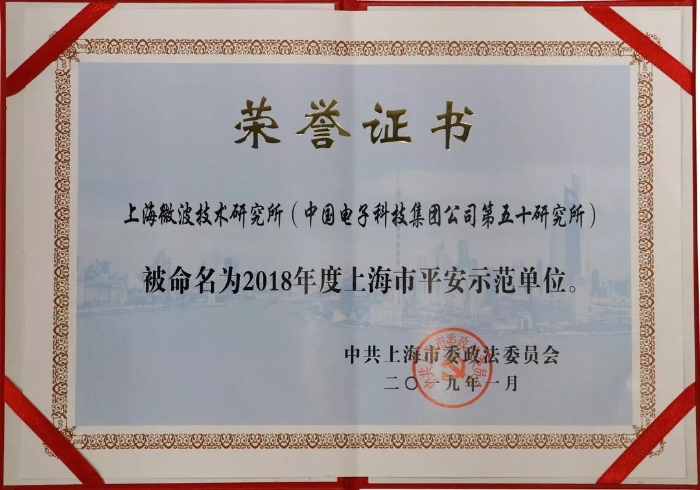 荣誉证书
上海微波技术研究所（中国电子科技集团公司第五十研究所）
被命名为2018年度上海市平安示范单位。
中共上海市委政法委员会
二〇一九年一月